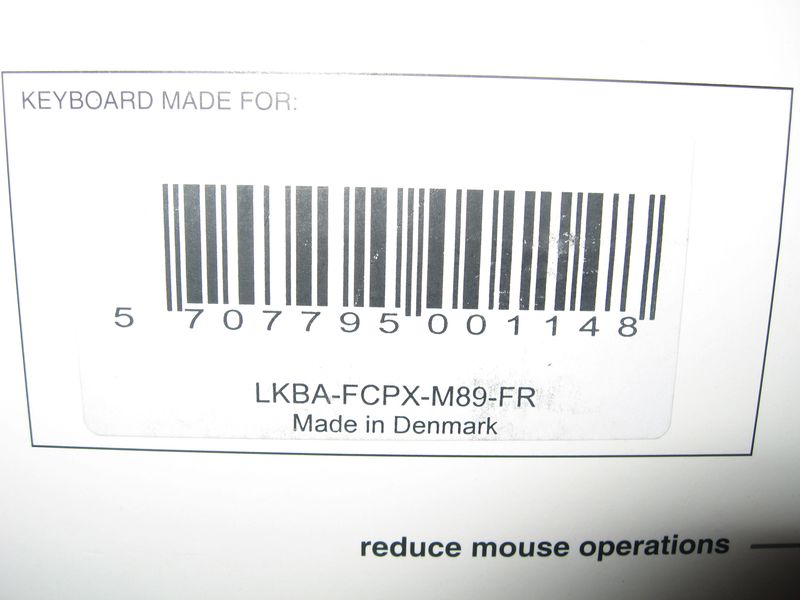 KEYBOARD MADE FOR:
5 707795 001148
LKBA-FCPX-M89-FR
Made in Denmark
reduce mouse operations